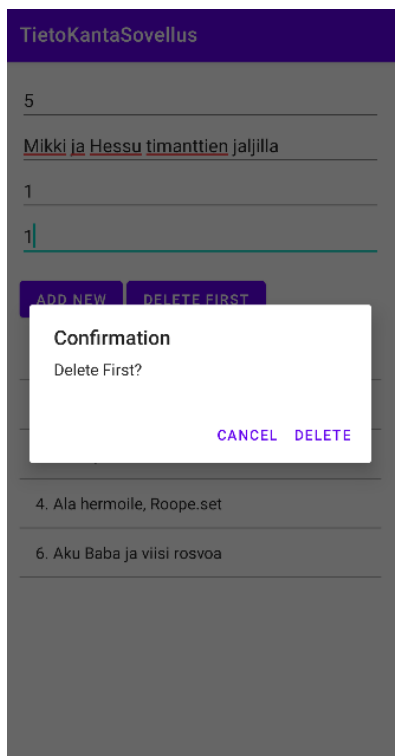 TietoKantaSovellus
5
Mikki ja Hessu timanttien jaljilla
1
1
ADD NEW DELETE FIRST
Confirmation
Delete First?
CANCEL DELETE
4. Ala hermoile, Roope.set
6. Aku Baba ja viisi rosvoa